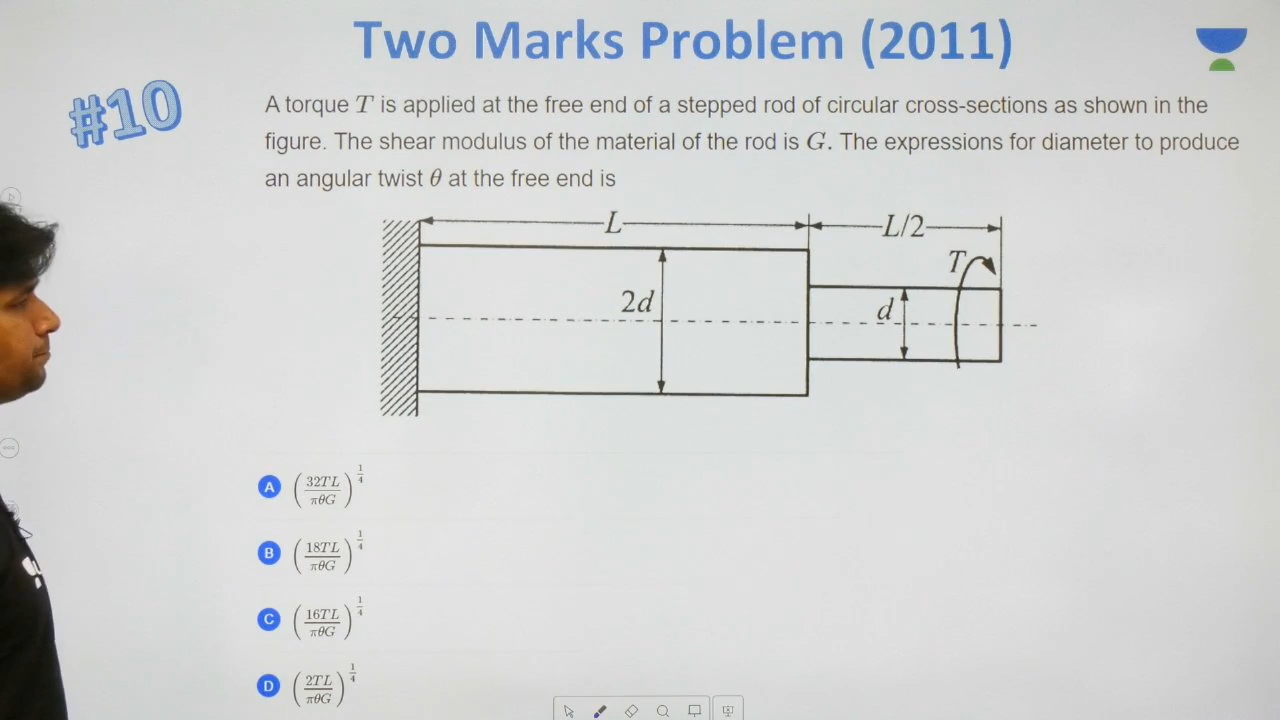 Two Marks Problem (2011)
#10
A torque T is applied at the free end of a stepped rod of circular cross-sections as shown in the
figure. The shear modulus of the material of the rod is G. The expressions for diameter to produce
an angular twist θ at the free end is
L
L/2
T
2d
d
A (32TL/πθG)^1/4
B (18TL/πθG)^1/4
C (16TL/πθG)^1/4
D (2TL/πθG)^1/4